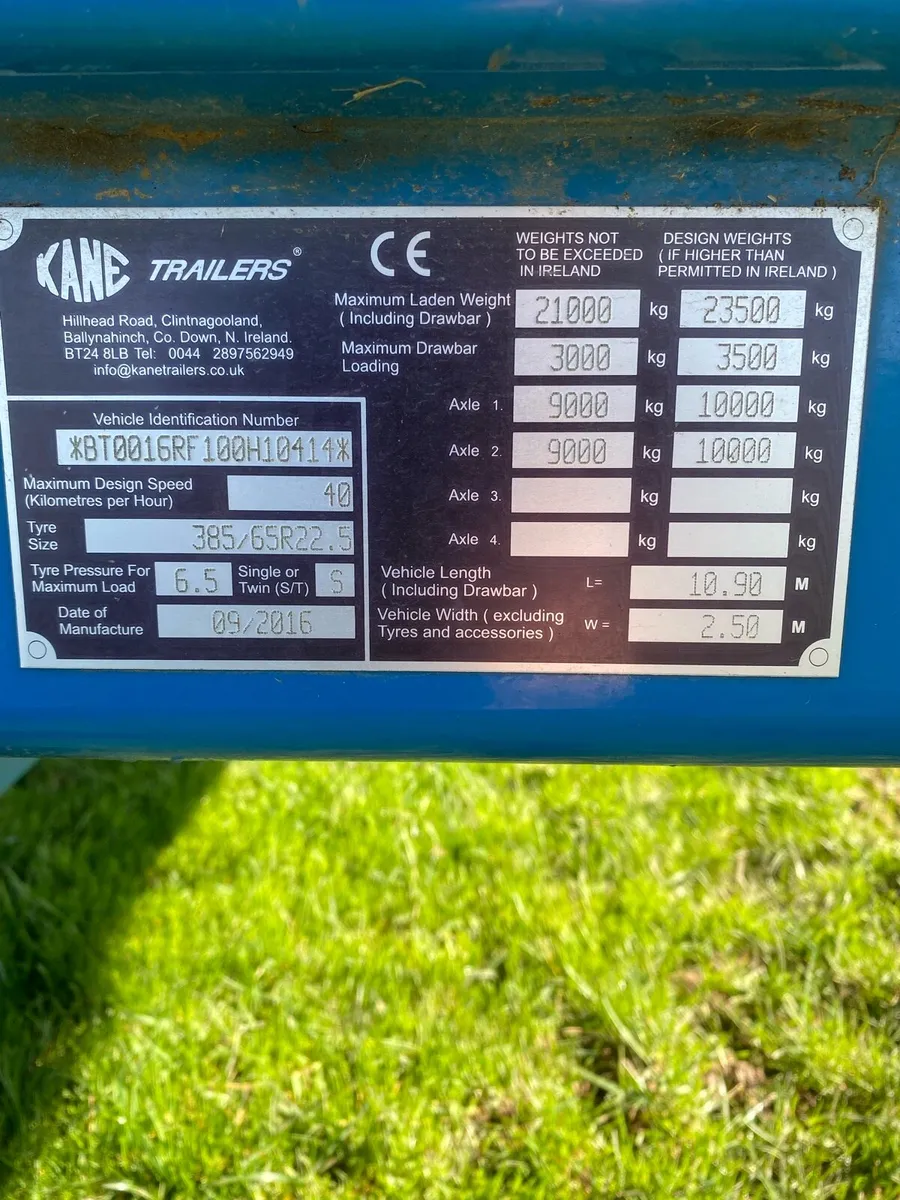 KANE TRAILERS®
Hillhead Road, Clintnagooland,
Ballynahinch, Co. Down, N. Ireland.
BT24 8LB Tel: 0044 2897562949
info@kanetrailers.co.uk
CE
WEIGHTS NOT
TO BE EXCEEDED
IN IRELAND
DESIGN WEIGHTS
( IF HIGHER THAN
PERMITTED IN IRELAND )
Maximum Laden Weight
( Including Drawbar ) 21000 kg 23500 kg
Maximum Drawbar
Loading 3000 kg 3500 kg
Axle 1. 9000 kg 10000 kg
Axle 2. 9000 kg 10000 kg
Axle 3. kg kg
Axle 4. kg kg
Vehicle Identification Number
*BT0016RF100H10414*
Maximum Design Speed
(Kilometres per Hour) 40
Tyre
Size 385/65R22.5
Tyre Pressure For
Maximum Load 6.5 Single or
Twin (S/T) S
Date of
Manufacture 09/2016
Vehicle Length
( Including Drawbar ) L= 10.90 M
Vehicle Width ( excluding
Tyres and accessories ) W = 2.50 M